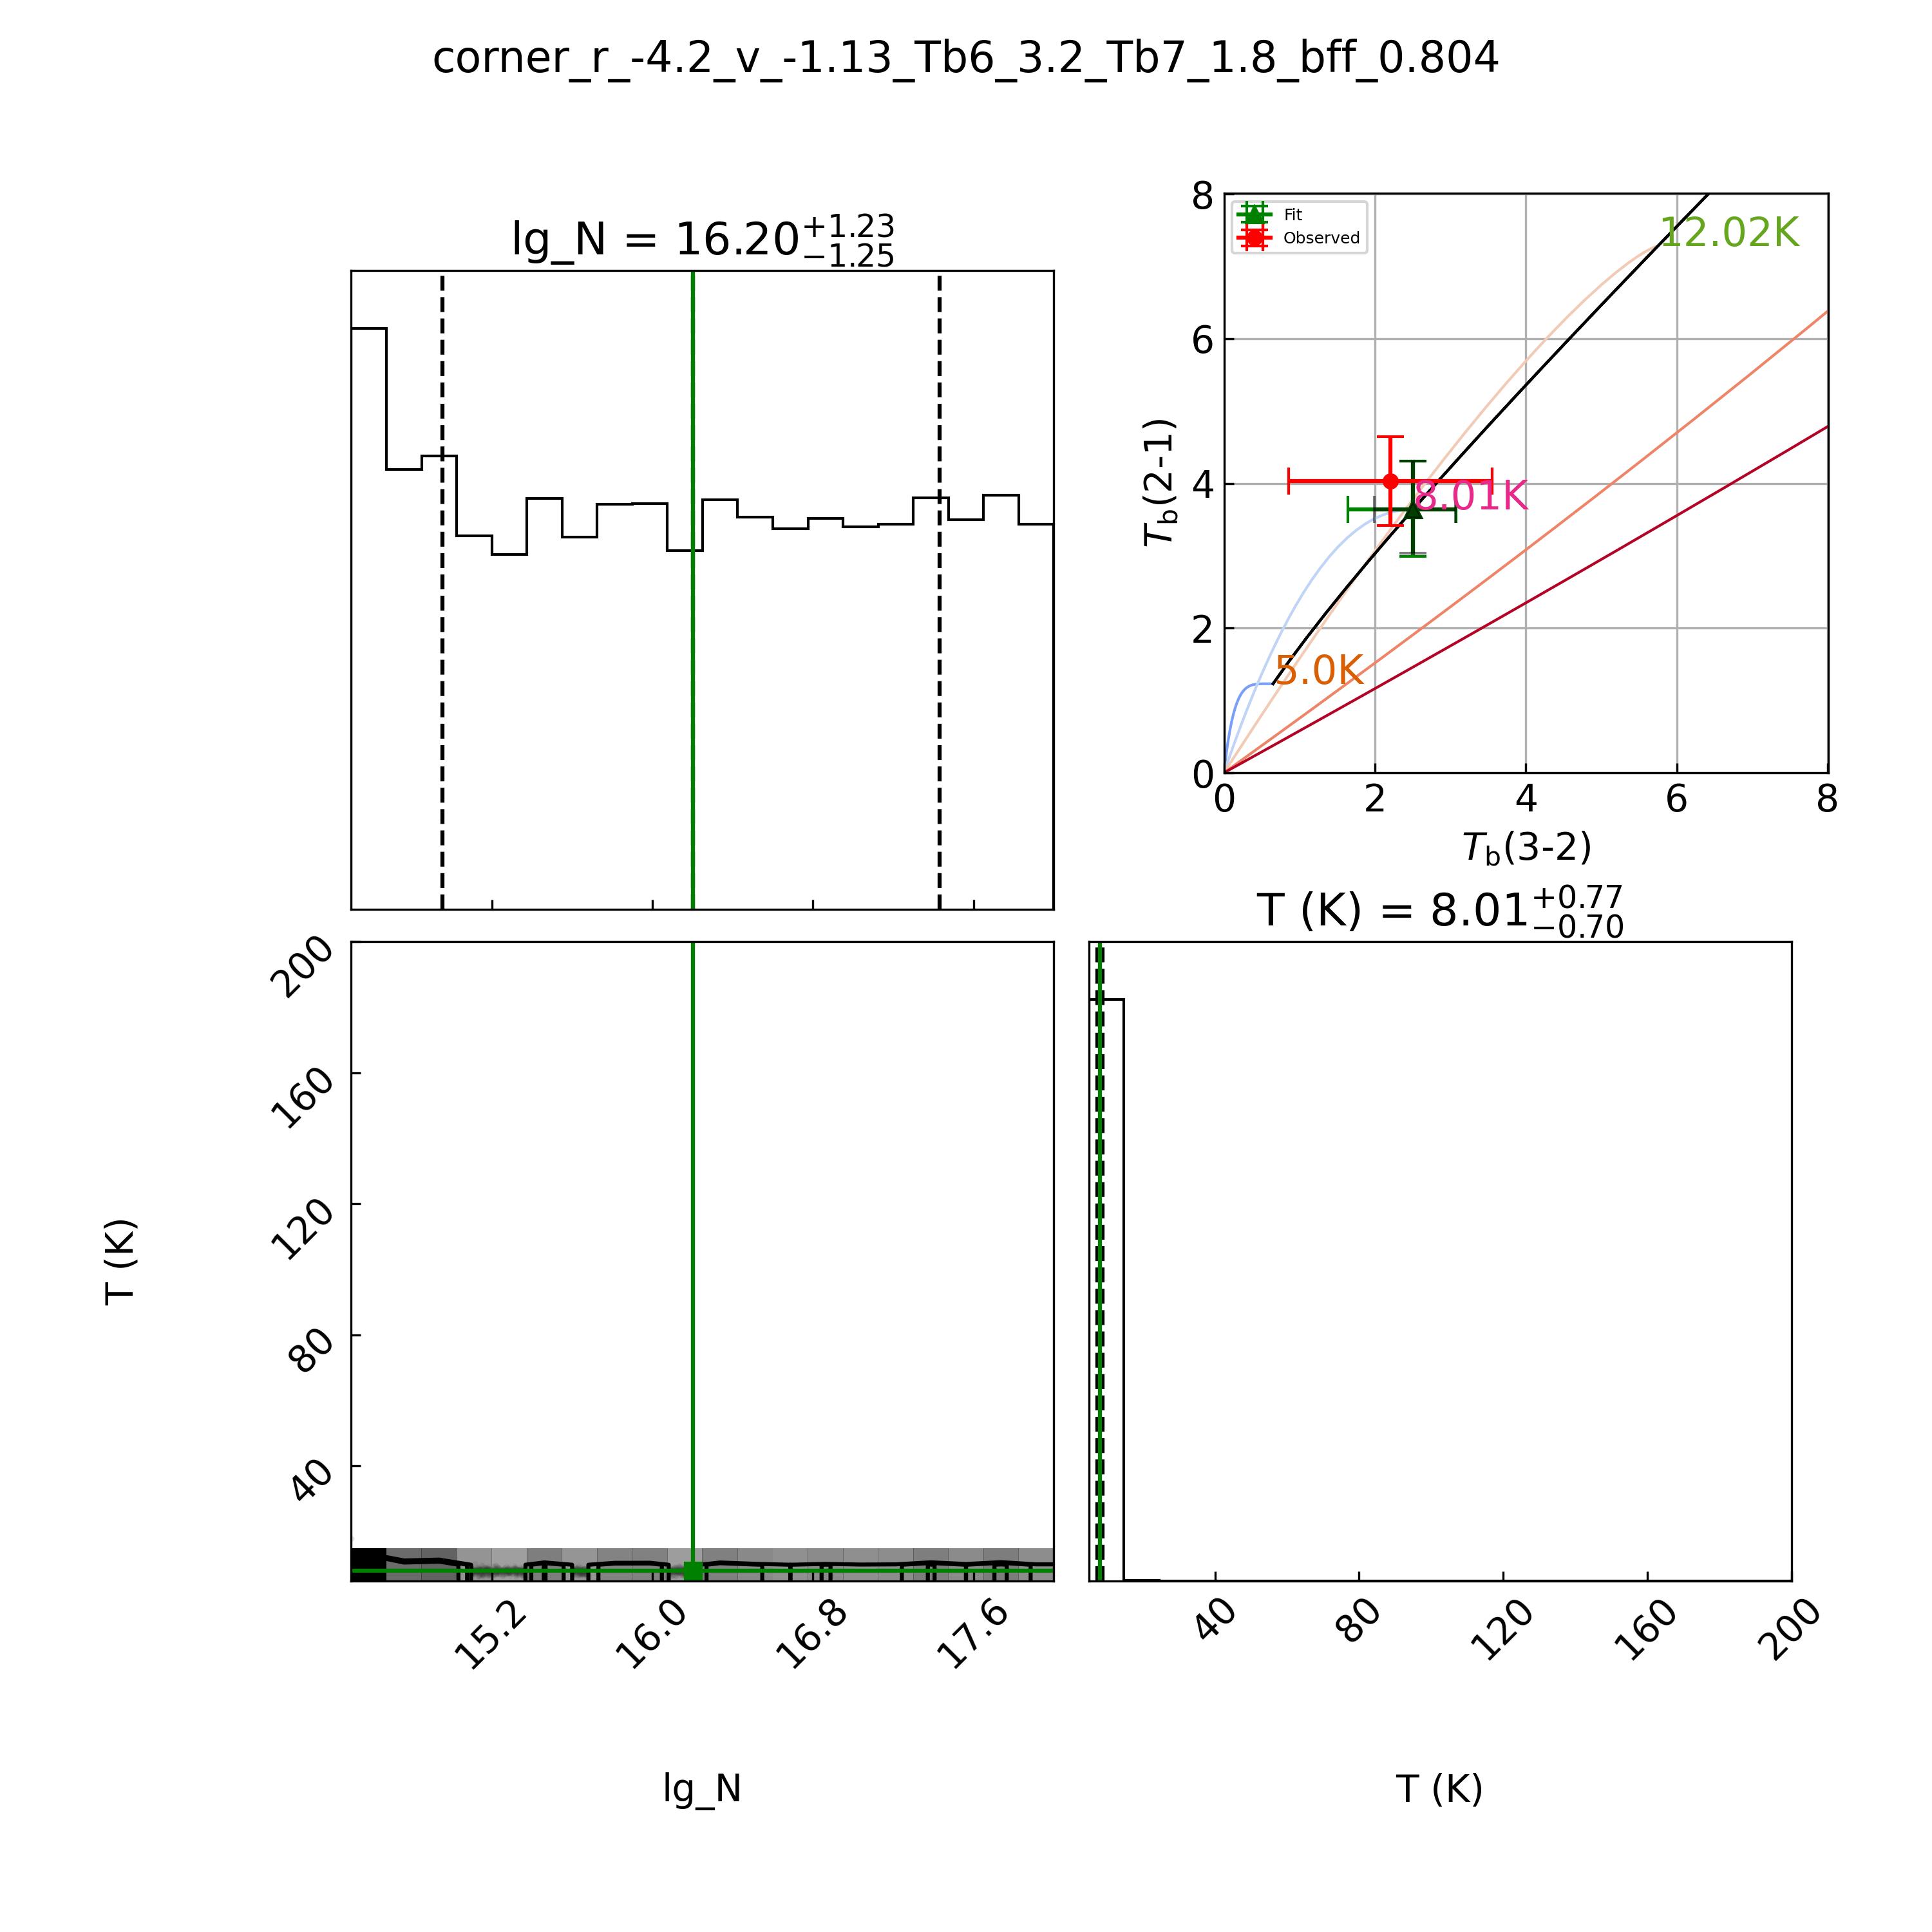 corner_r_-4.2_v_-1.13_Tb6_3.2_Tb7_1.8_bff_0.804
lg_N = 16.20+1.23−1.25
8
6
4
2
0
Tb(2-1)
Fit
Observed
12.02K
8.01K
5.0K
0 2 4 6 8
Tb(3-2)
T (K) = 8.01+0.77−0.70
200
160
120
80
40
T (K)
15.2 16.0 16.8 17.6
lg_N
40 80 120 160 200
T (K)